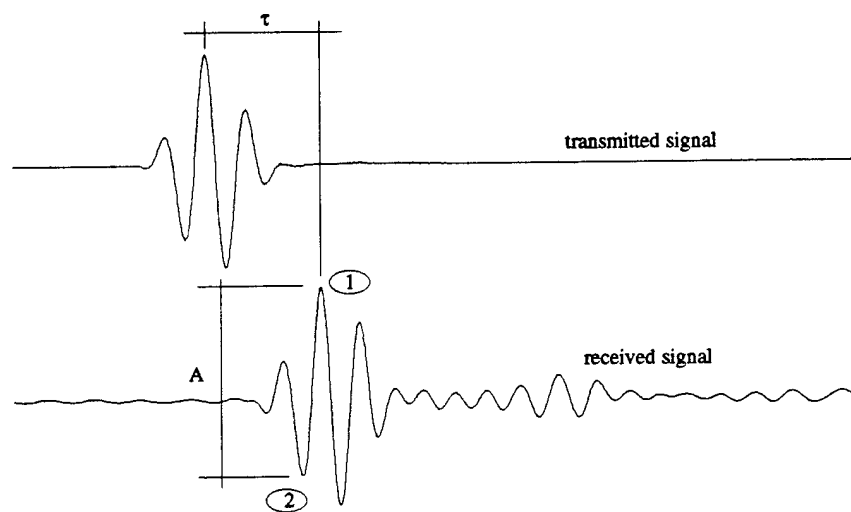 τ
transmitted signal
1
A
received signal
2